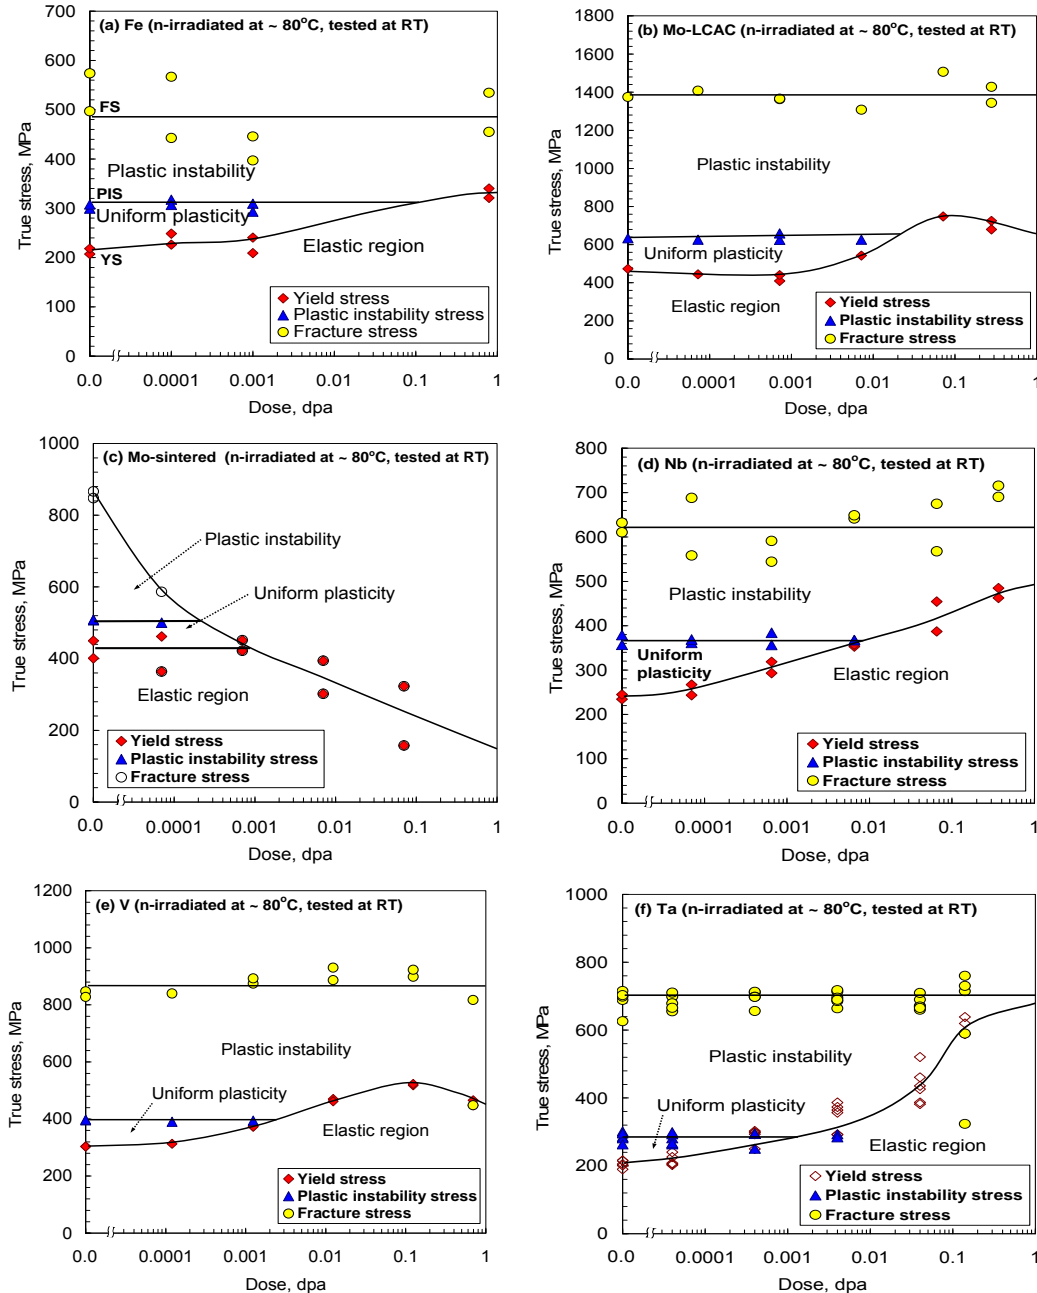 (a) Fe (n-irradiated at ~ 80°C, tested at RT)
True stress, MPa
700
600
500
400
300
200
100
0
FS
Plastic instability
PIS
Uniform plasticity
Elastic region
YS
Yield stress
Plastic instability stress
Fracture stress
0.0 0.0001 0.001 0.01 0.1 1
Dose, dpa
(b) Mo-LCAC (n-irradiated at ~ 80°C, tested at RT)
True stress, MPa
1800
1600
1400
1200
1000
800
600
400
200
0
Plastic instability
Uniform plasticity
Elastic region
Yield stress
Plastic instability stress
Fracture stress
0.0 0.0001 0.001 0.01 0.1 1
Dose, dpa
(c) Mo-sintered (n-irradiated at ~ 80°C, tested at RT)
True stress, MPa
1000
800
600
400
200
0
Plastic instability
Uniform plasticity
Elastic region
Yield stress
Plastic instability stress
Fracture stress
0.0 0.0001 0.001 0.01 0.1 1
Dose, dpa
(d) Nb (n-irradiated at ~ 80°C, tested at RT)
True stress, MPa
800
700
600
500
400
300
200
100
0
Plastic instability
Uniform
plasticity
Elastic region
Yield stress
Plastic instability stress
Fracture stress
0.0 0.0001 0.001 0.01 0.1 1
Dose, dpa
(e) V (n-irradiated at ~ 80°C, tested at RT)
True stress, MPa
1200
1000
800
600
400
200
0
Plastic instability
Uniform plasticity
Elastic region
Yield stress
Plastic instability stress
Fracture stress
0.0 0.0001 0.001 0.01 0.1 1
Dose, dpa
(f) Ta (n-irradiated at ~ 80°C, tested at RT)
True stress, MPa
1000
800
600
400
200
0
Plastic instability
Uniform plasticity
Elastic region
Yield stress
Plastic instability stress
Fracture stress
0.0 0.0001 0.001 0.01 0.1 1
Dose, dpa